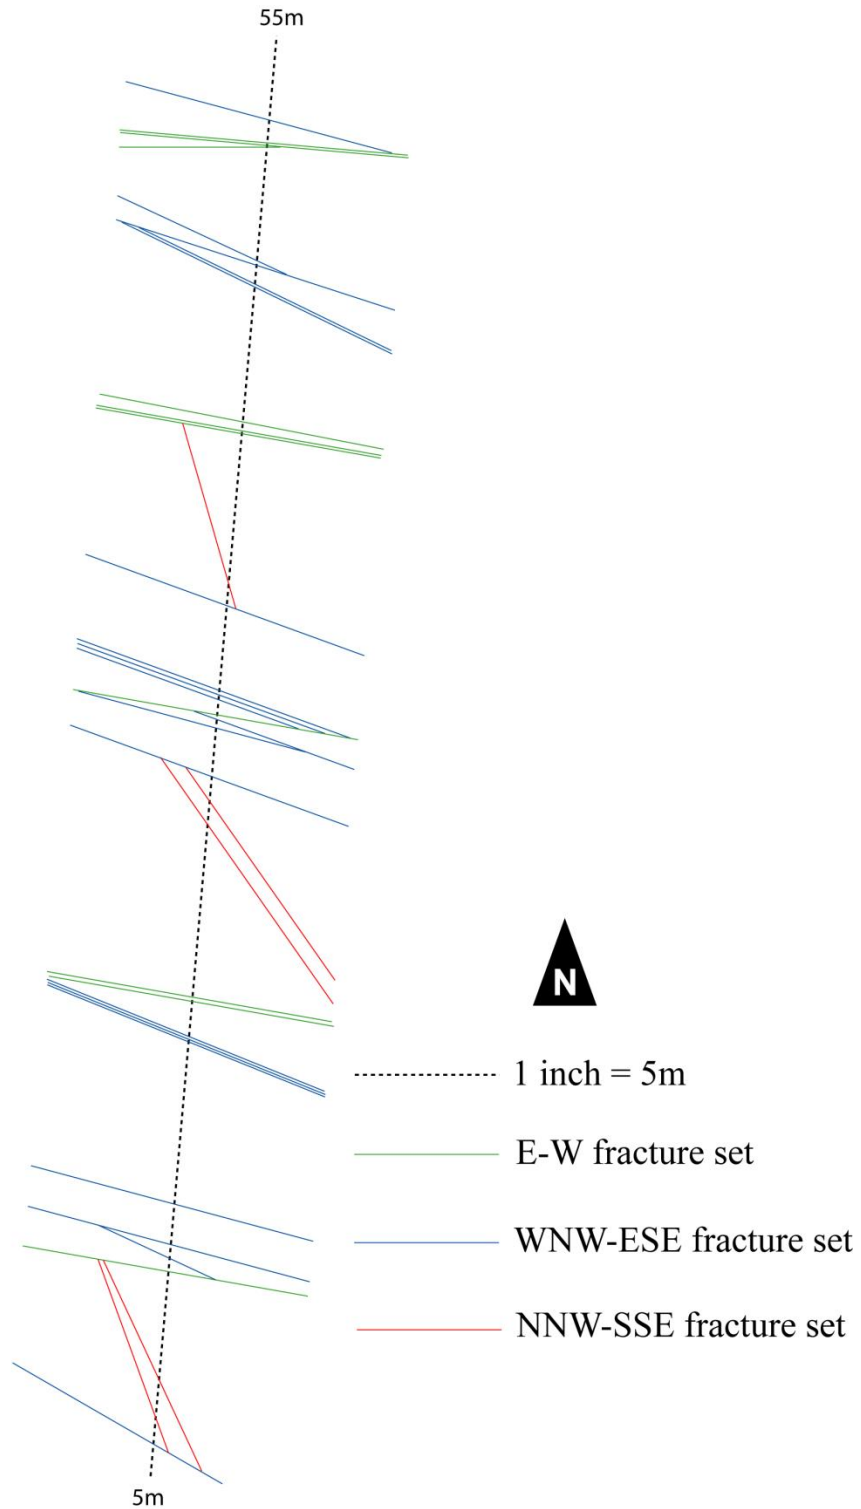 55m
N
1 inch = 5m
E-W fracture set
WNW-ESE fracture set
NNW-SSE fracture set
5m